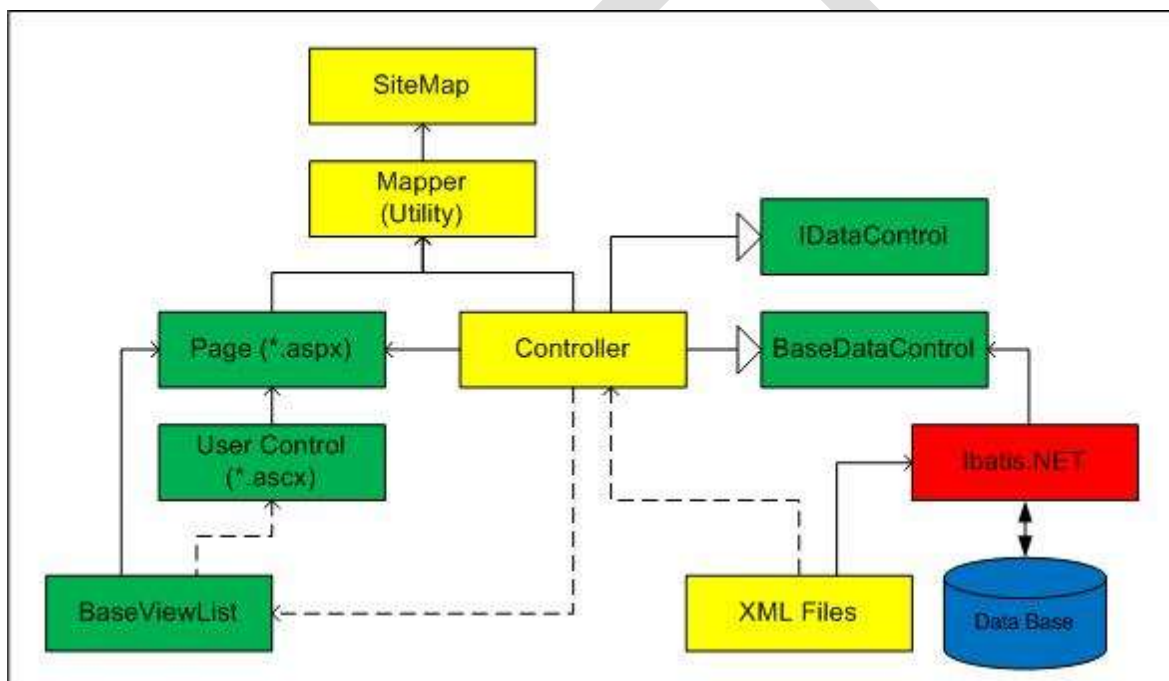 SiteMap
Mapper
(Utility)
IDataControl
Page (*.aspx)
Controller
BaseDataControl
User Control
(*.ascx)
Ibatis.NET
BaseViewList
XML Files
Data Base